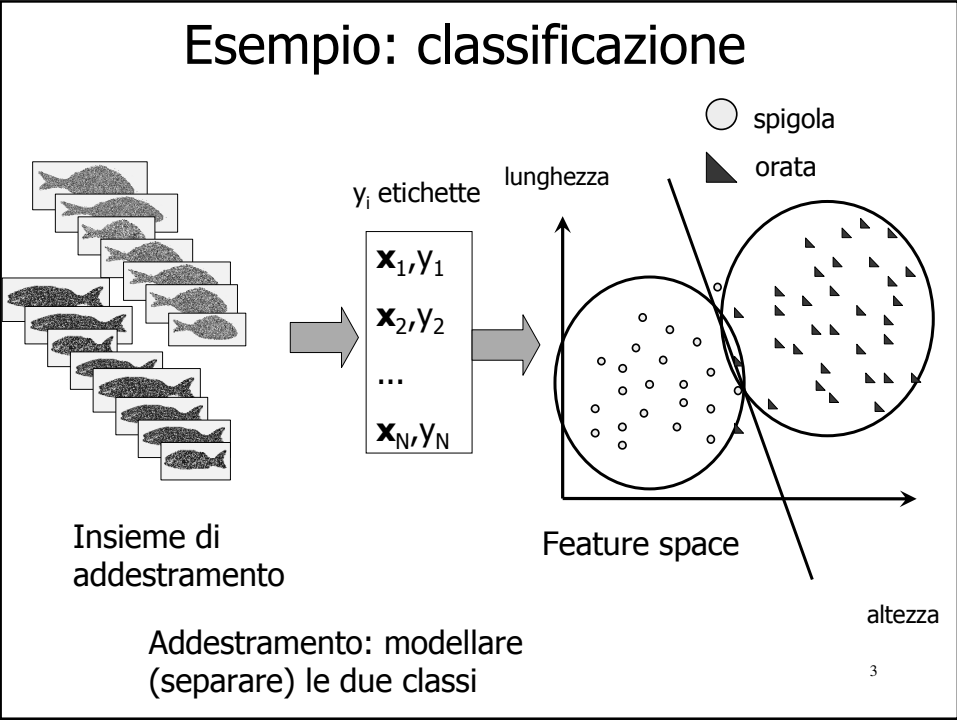 Esempio: classificazione
spigola
orata
lunghezza
yi etichette
x1,y1
x2,y2
...
xN,yN
Insieme di
addestramento
Feature space
altezza
Addestramento: modellare
(separare) le due classi
3